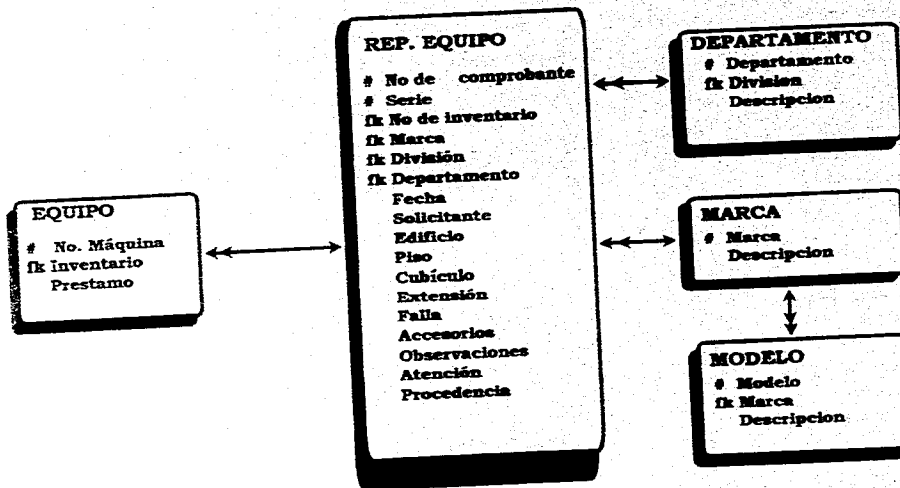 EQUIPO
# No. Máquina
fk Inventario
Prestamo
REP. EQUIPO
# No de comprobante
# Serie
fk No de inventario
fk Marca
fk División
fk Departamento
Fecha
Solicitante
Edificio
Piso
Cubículo
Extensión
Falla
Accesorios
Observaciones
Atención
Procedencia
DEPARTAMENTO
# Departamento
fk Division
Descripcion
MARCA
# Marca
Descripcion
MODELO
# Modelo
fk Marca
Descripcion